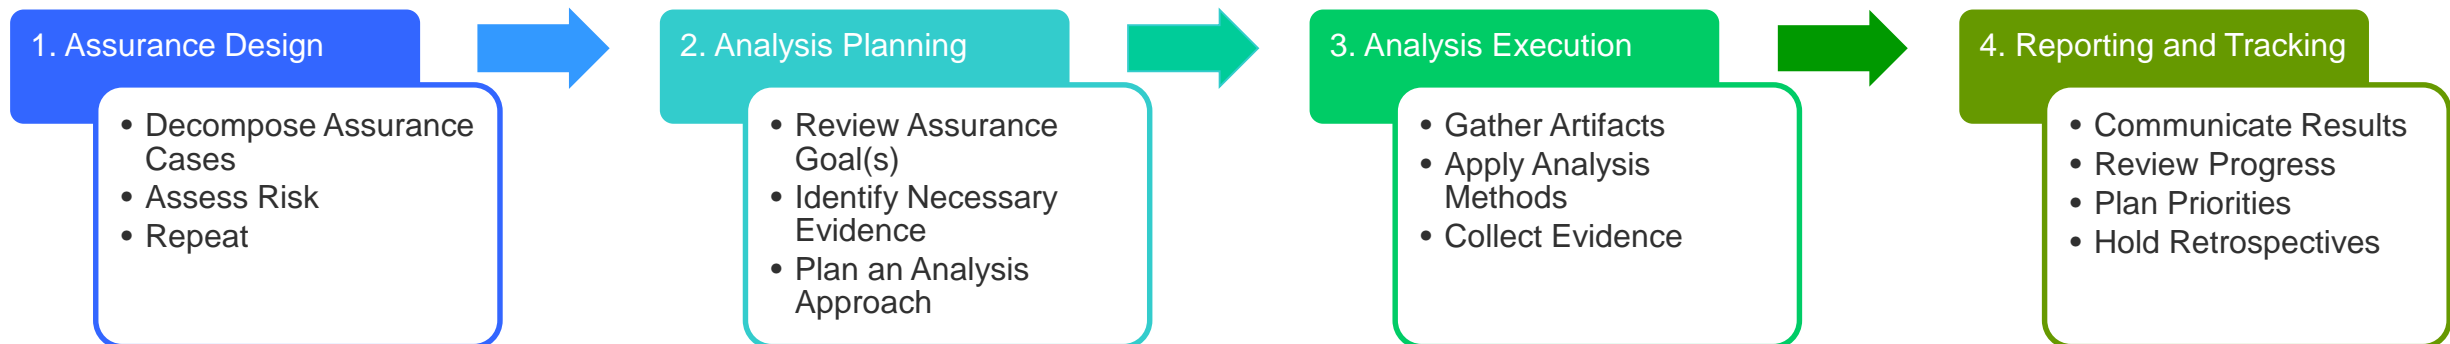 1. Assurance Design
• Decompose Assurance
Cases
• Assess Risk
• Repeat
2. Analysis Planning
• Review Assurance
Goal(s)
• Identify Necessary
Evidence
• Plan an Analysis
Approach
3. Analysis Execution
• Gather Artifacts
• Apply Analysis
Methods
• Collect Evidence
4. Reporting and Tracking
• Communicate Results
• Review Progress
• Plan Priorities
• Hold Retrospectives